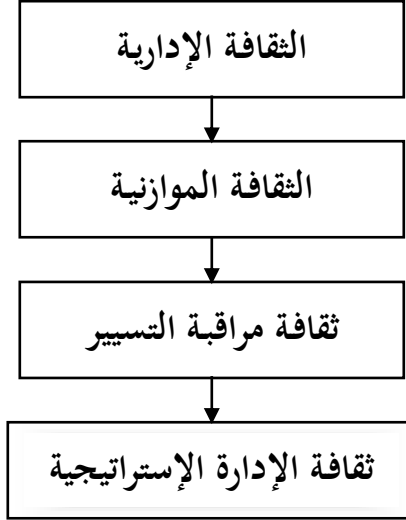 الثقافة الإدارية
الثقافة الموازنية
ثقافة مراقبة التسيير
ثقافة الإدارة الإستراتيجية